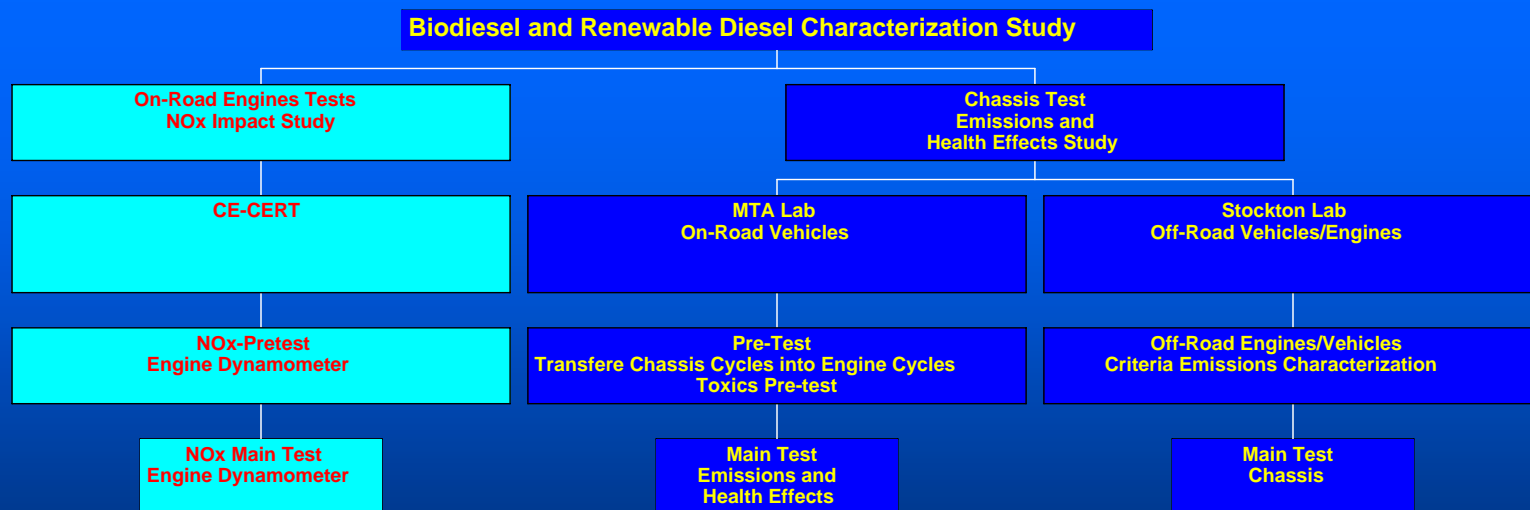 Biodiesel and Renewable Diesel Characterization Study
On-Road Engines Tests
NOx Impact Study
Chassis Test
Emissions and
Health Effects Study
CE-CERT
MTA Lab
On-Road Vehicles
Stockton Lab
Off-Road Vehicles/Engines
NOx-Pretest
Engine Dynamometer
Pre-Test
Transfere Chassis Cycles into Engine Cycles
Toxics Pre-test
Off-Road Engines/Vehicles
Criteria Emissions Characterization
NOx Main Test
Engine Dynamometer
Main Test
Emissions and
Health Effects
Main Test
Chassis